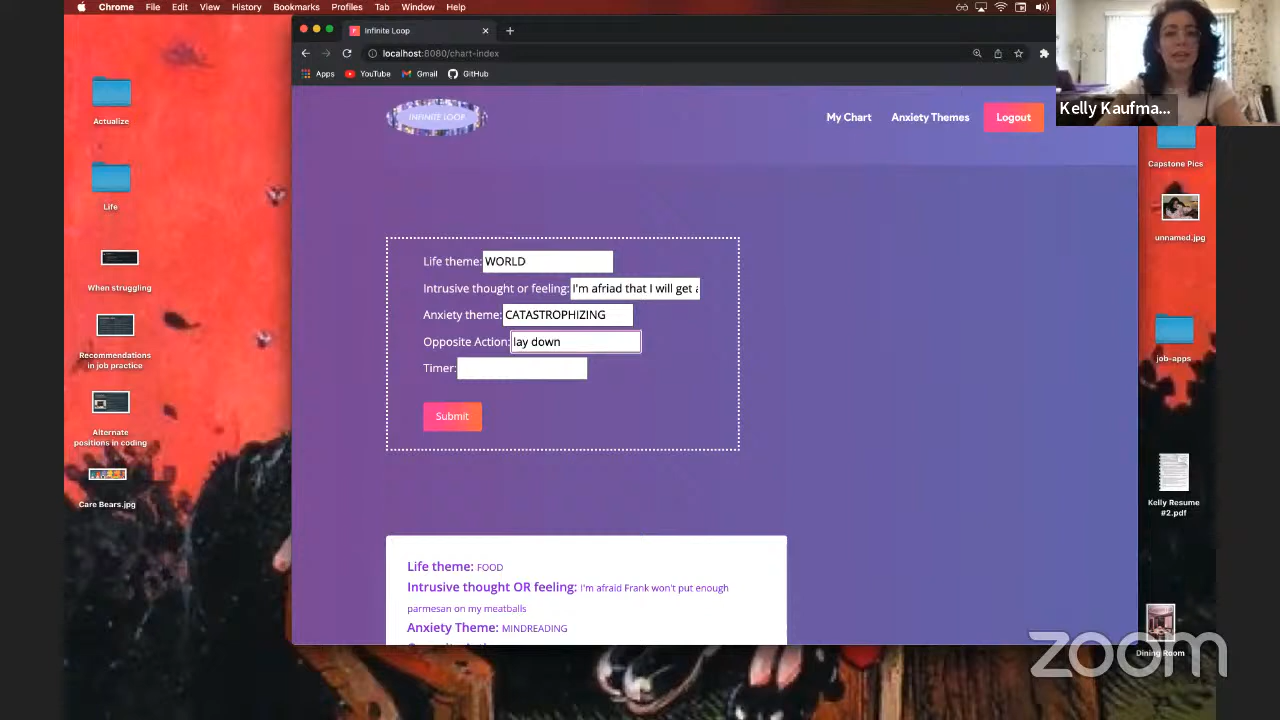 Chrome File Edit View History Bookmarks Profiles Tab Window Help
Infinite Loop
localhost:8080/chart-index
Apps YouTube Gmail GitHub
INFINITE LOOP
My Chart Anxiety Themes Logout
Kelly Kaufma...
Actualize
Life
When struggling
Recommendations
in job practice
Alternate
positions in coding
Care Bears.jpg
Life theme: WORLD
Intrusive thought or feeling: I'm afriad that I will get
Anxiety theme: CATASTROPHIZING
Opposite Action: lay down
Timer:
Submit
Life theme: FOOD
Intrusive thought OR feeling: I'm afraid Frank won't put enough
parmesan on my meatballs
Anxiety Theme: MINDREADING
Capstone Pics
unnamed.jpg
job-apps
Kelly Resume
#2.pdf
Dining Room
zoom